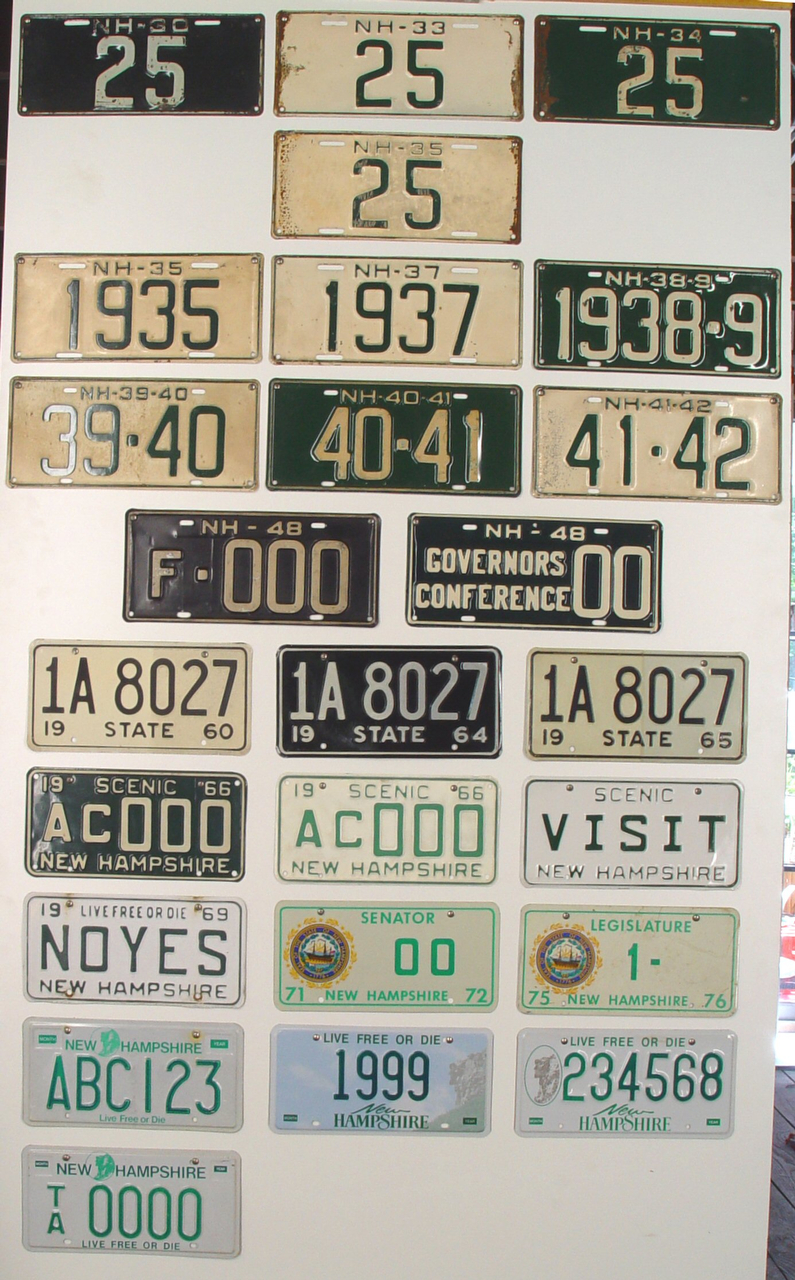 NH-30
25
NH-33
25
NH-34
25
NH-35
25
NH-35
1935
NH-37
1937
NH-38-9
1938-9
NH-39-40
39-40
NH-40-41
40-41
NH-41-42
41-42
NH-48
F-000
NH-48
GOVERNORS
CONFERENCE 00
1A 8027
19 STATE 60
1A 8027
19 STATE 64
1A 8027
19 STATE 65
19 SCENIC 66
AC000
NEW HAMPSHIRE
19 SCENIC 66
AC000
NEW HAMPSHIRE
SCENIC
VISIT
NEW HAMPSHIRE
19 LIVE FREE OR DIE 69
NOYES
NEW HAMPSHIRE
SENATOR
00
71 NEW HAMPSHIRE 72
LEGISLATURE
1-
75 NEW HAMPSHIRE 76
MONTH NEW HAMPSHIRE YEAR
ABC123
Live Free or Die
LIVE FREE OR DIE
1999
New
HAMPSHIRE
LIVE FREE OR DIE
234568
New
HAMPSHIRE
NEW HAMPSHIRE
TA 0000
LIVE FREE OR DIE